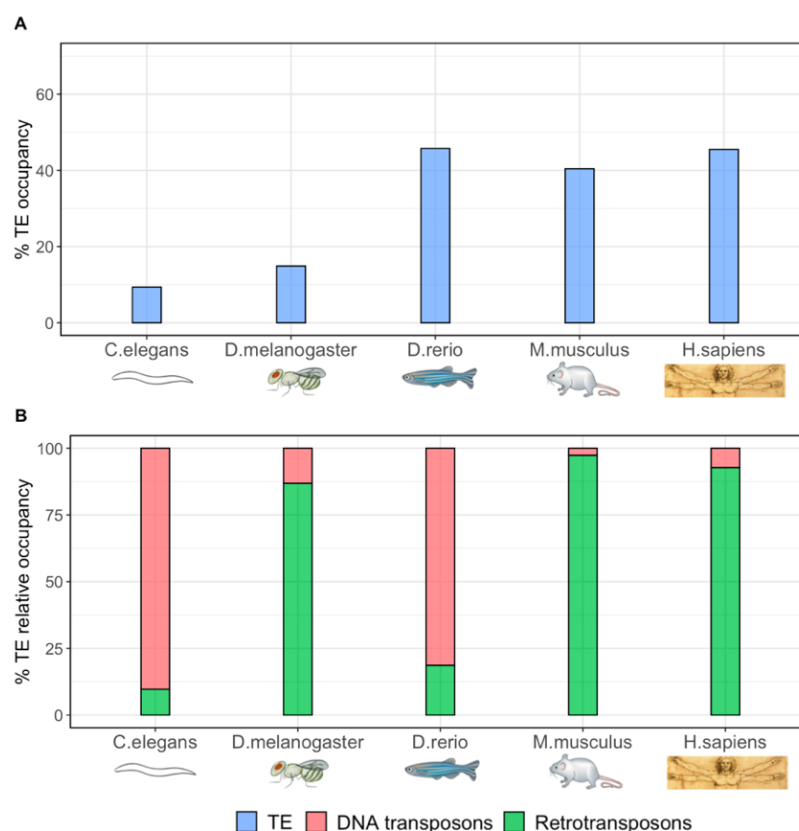 A
% TE occupancy
60
40
20
0
C.elegans D.melanogaster D.rerio M.musculus H.sapiens
B
% TE relative occupancy
100
75
50
25
0
C.elegans D.melanogaster D.rerio M.musculus H.sapiens
TE DNA transposons Retrotransposons